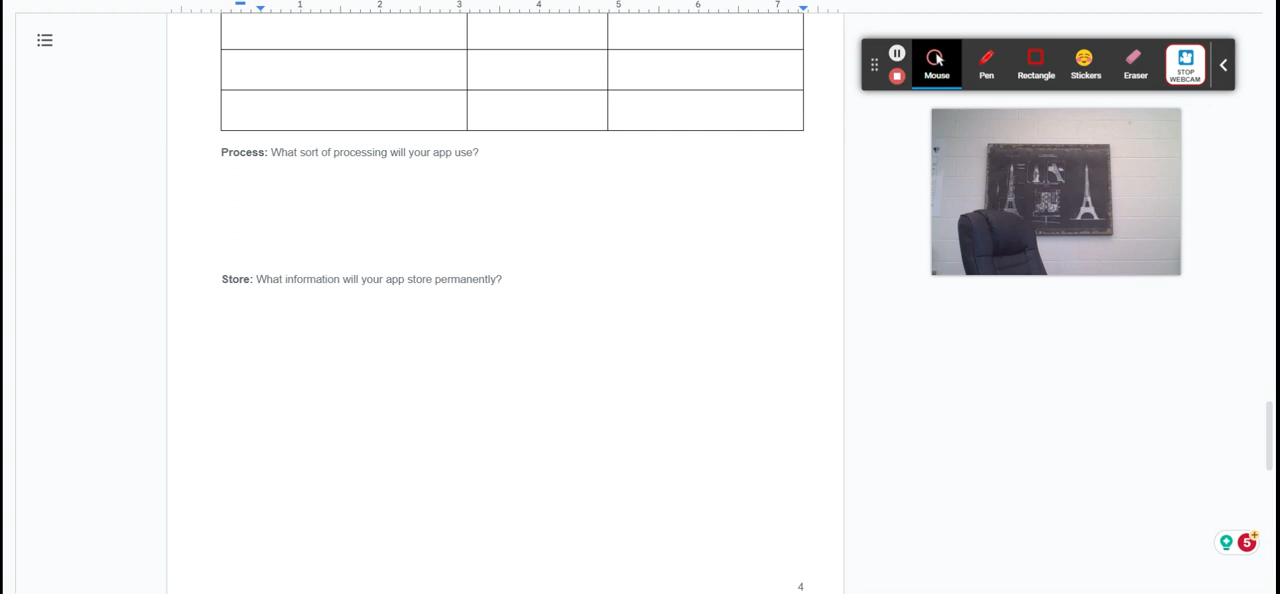 1 2 3 4 5 6 7
Mouse
Pen
Rectangle
Stickers
Eraser
STOP
WEBCAM
Process: What sort of processing will your app use?
Store: What information will your app store permanently?
5
4